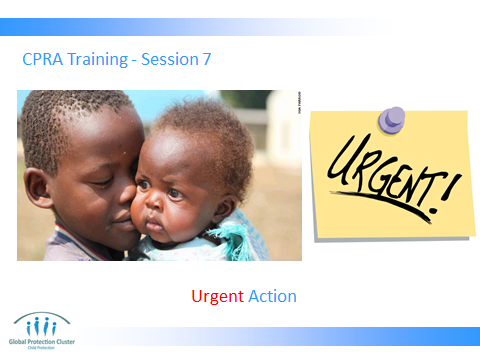 CPRA Training - Session 7
URGENT!
Urgent Action
Global Protection Cluster
Child Protection